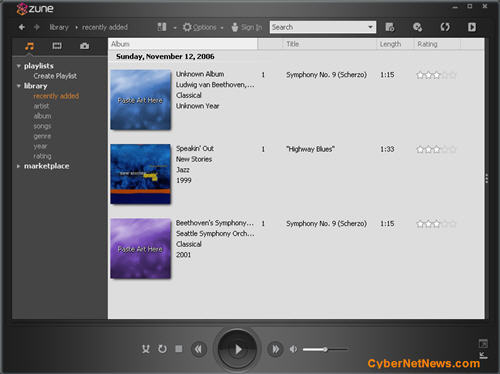 zune
library ▸ recently added
Options
Sign In
Search
playlists
Create Playlist
library
recently added
artist
album
songs
genre
year
rating
marketplace
Album Title Length Rating
Sunday, November 12, 2006
Paste Art Here
Unknown Album 1 Symphony No. 9 (Scherzo) 1:15
Ludwig van Beethoven,...
Classical
Unknown Year
new stories
Speakin' Out 1 "Highway Blues" 1:33
New Stories
Jazz
1999
Paste Art Here
Beethoven's Symphony... 1 Symphony No. 9 (Scherzo) 1:15
Seattle Symphony Orch...
Classical
2001
CyberNetNews.com